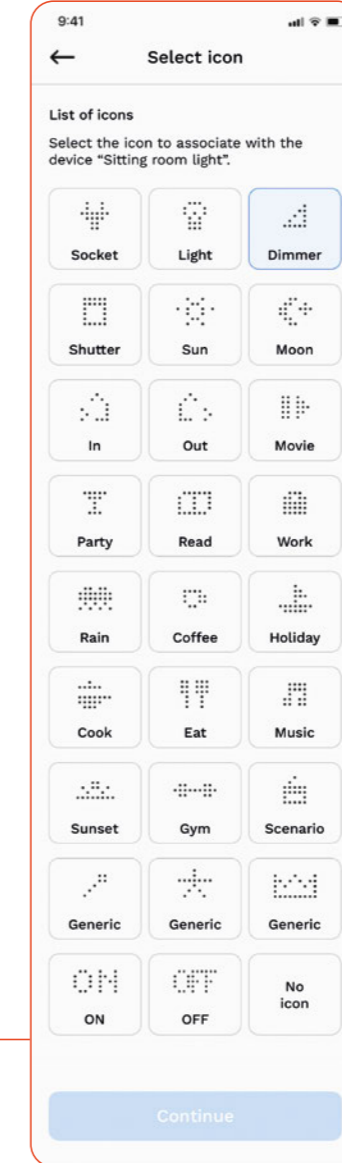 9:41
Select icon
List of icons
Select the icon to associate with the
device “Sitting room light”.
Socket
Light
Dimmer
Shutter
Sun
Moon
In
Out
Movie
Party
Read
Work
Rain
Coffee
Holiday
Cook
Eat
Music
Sunset
Gym
Scenario
Generic
Generic
Generic
ON
OFF
ON
OFF
No
icon
Continue